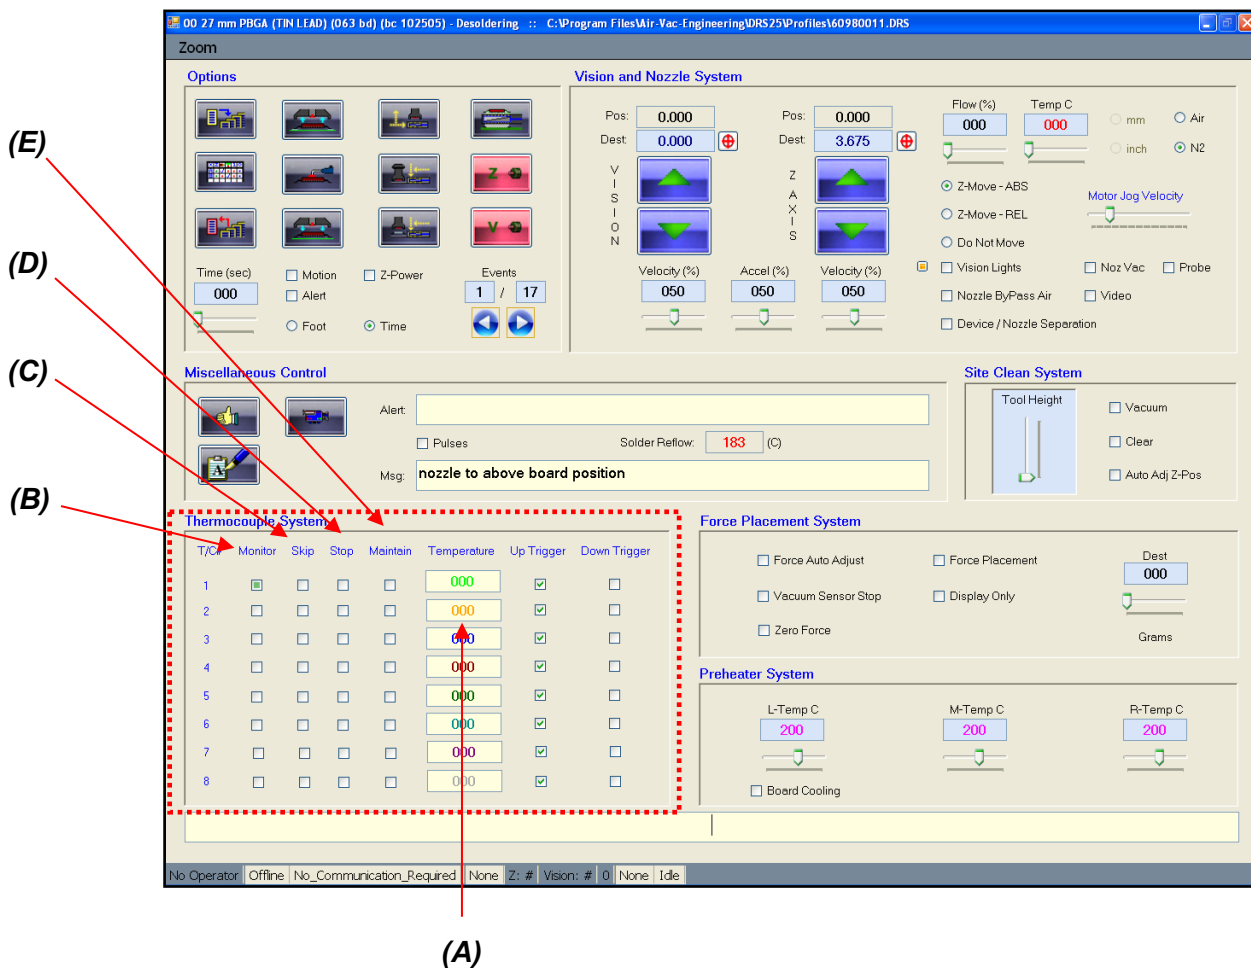 00 27 mm PBGA (TIN LEAD) (063 bd) (bc 102505) - Desoldering :: C:\Program Files\Air-Vac-Engineering\DRS25\Profiles\60980011.DRS
Zoom
Options
Time (sec)
000
Motion
Z-Power
Alert
Foot
Time
Events
1 / 17
Z
V
Vision and Nozzle System
Pos: 0.000 Pos: 0.000
Dest: 0.000 Dest: 3.675
VISION
Z AXIS
Velocity (%) Accel (%) Velocity (%)
050 050 050
Flow (%) Temp C
000 000
mm Air
inch N2
Z-Move - ABS
Z-Move - REL
Do Not Move
Motor Jog Velocity
Vision Lights Noz Vac Probe
Nozzle ByPass Air Video
Device / Nozzle Separation
Miscellaneous Control
Alert:
Pulses Solder Reflow: 183 (C)
Msg: nozzle to above board position
A
Site Clean System
Tool Height
Vacuum
Clear
Auto Adj Z-Pos
Thermocouple System
T/C# Monitor Skip Stop Maintain Temperature Up Trigger Down Trigger
1 000
2 000
3 000
4 000
5 000
6 000
7 000
8 000
Force Placement System
Force Auto Adjust Force Placement
Vacuum Sensor Stop Display Only
Zero Force
Dest
000
Grams
Preheater System
L-Temp C M-Temp C R-Temp C
200 200 200
Board Cooling
No Operator Offline No_Communication_Required None Z: # Vision: # 0 None Idle
(E)
(D)
(C)
(B)
(A)